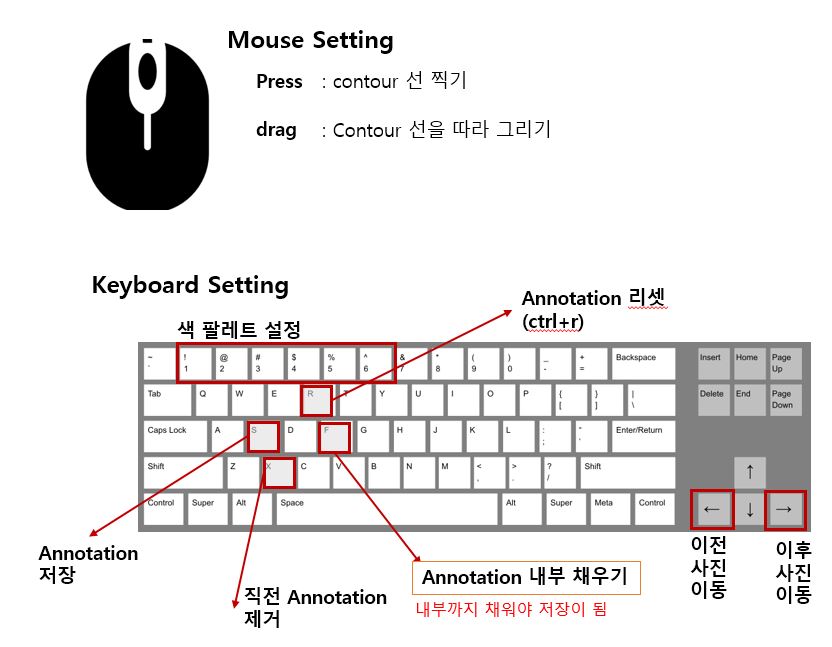 Mouse Setting
Press : contour 선 찍기
drag : Contour 선을 따라 그리기
Keyboard Setting
Annotation 리셋
(ctrl+r)
색 팔레트 설정
~ ! @ # $ % ^ & * ( ) _ + Backspace Insert Home Page Up
` 1 2 3 4 5 6 7 8 9 0 - =
Tab Q W E R T Y U I O P { } | Delete End Page Down
[ ] \
Caps Lock A S D F G H J K L : " Enter/Return
; '
Shift Z X C V B N M < > ? Shift ↑
, . /
Control Super Alt Space Alt Super Meta Control ← ↓ →
Annotation
저장
직전 Annotation
제거
Annotation 내부 채우기
내부까지 채워야 저장이 됨
이전
사진
이동
이후
사진
이동